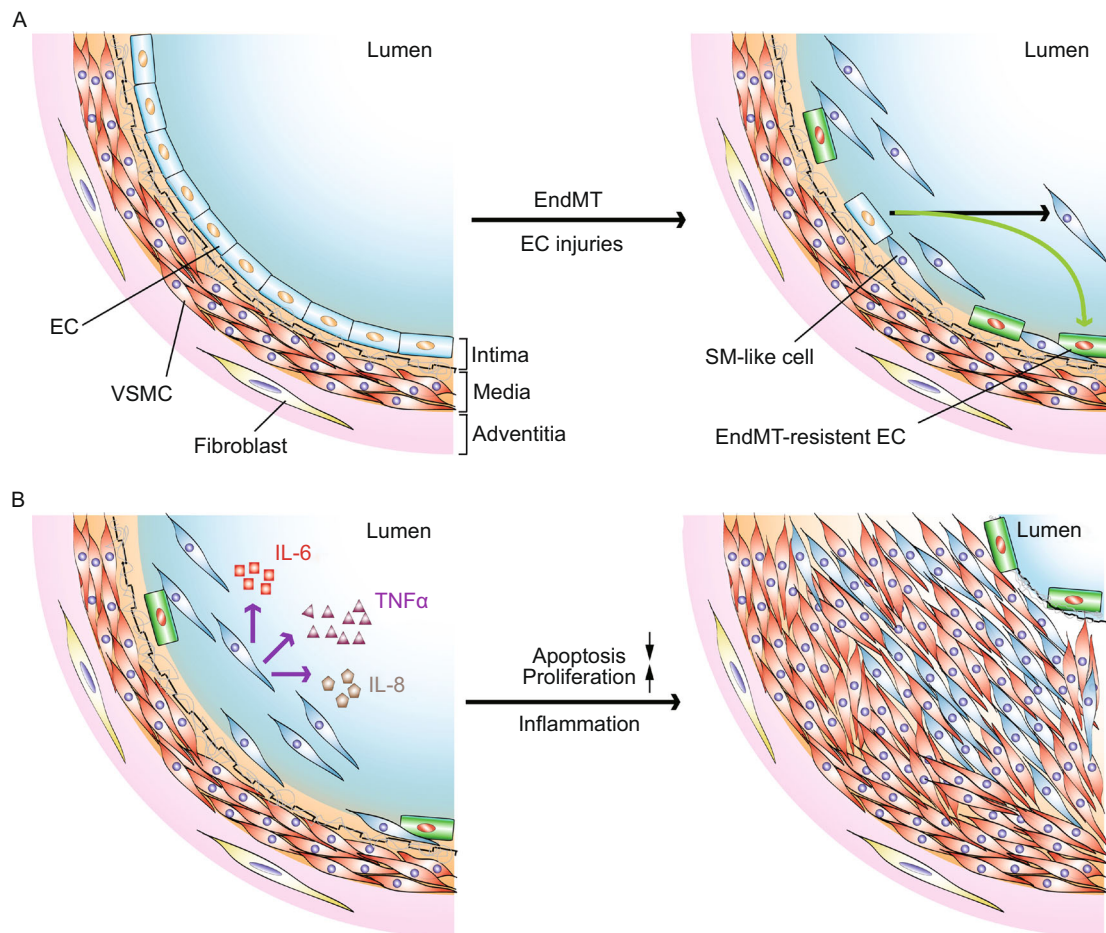 A
Lumen
Lumen
EndMT
EC injuries
EC
VSMC
Fibroblast
Intima
Media
Adventitia
SM-like cell
EndMT-resistent EC
B
Lumen
Lumen
IL-6
TNFα
IL-8
Apoptosis
Proliferation
Inflammation